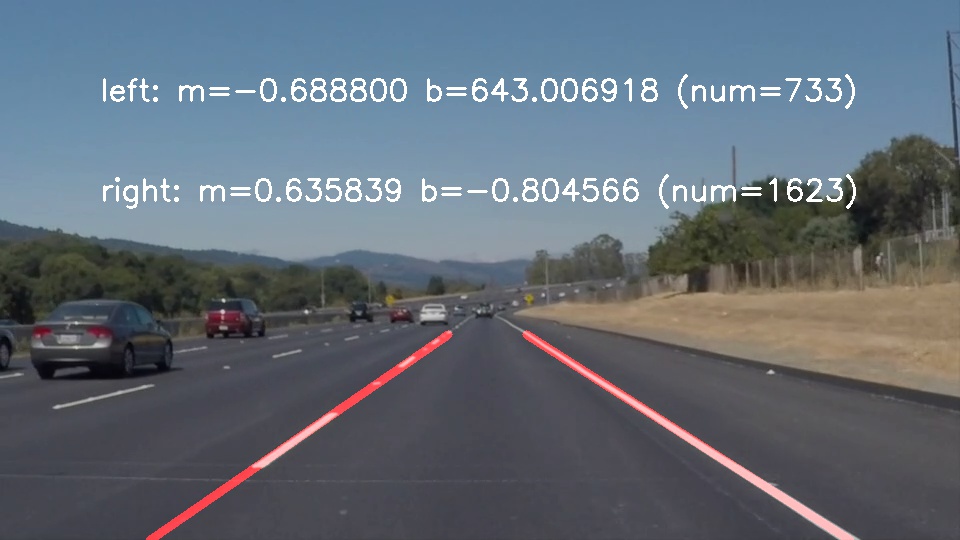 left: m=-0.688800 b=643.006918 (num=733)
right: m=0.635839 b=-0.804566 (num=1623)